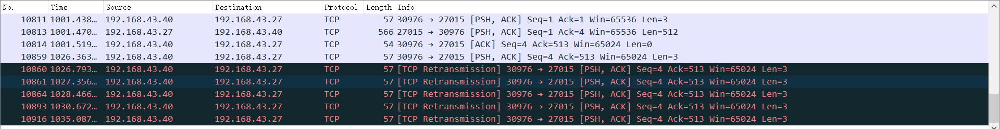 No. Time Source Destination Protocol Length Info
10811 1001.438… 192.168.43.40 192.168.43.27 TCP 57 30976 → 27015 [PSH, ACK] Seq=1 Ack=1 Win=65536 Len=3
10813 1001.470… 192.168.43.27 192.168.43.40 TCP 566 27015 → 30976 [PSH, ACK] Seq=1 Ack=4 Win=65536 Len=512
10814 1001.519… 192.168.43.40 192.168.43.27 TCP 54 30976 → 27015 [ACK] Seq=4 Ack=513 Win=65024 Len=0
10859 1026.363… 192.168.43.40 192.168.43.27 TCP 57 30976 → 27015 [PSH, ACK] Seq=4 Ack=513 Win=65024 Len=3
10860 1026.793… 192.168.43.40 192.168.43.27 TCP 57 [TCP Retransmission] 30976 → 27015 [PSH, ACK] Seq=4 Ack=513 Win=65024 Len=3
10861 1027.356… 192.168.43.40 192.168.43.27 TCP 57 [TCP Retransmission] 30976 → 27015 [PSH, ACK] Seq=4 Ack=513 Win=65024 Len=3
10864 1028.466… 192.168.43.40 192.168.43.27 TCP 57 [TCP Retransmission] 30976 → 27015 [PSH, ACK] Seq=4 Ack=513 Win=65024 Len=3
10893 1030.672… 192.168.43.40 192.168.43.27 TCP 57 [TCP Retransmission] 30976 → 27015 [PSH, ACK] Seq=4 Ack=513 Win=65024 Len=3
10916 1035.087… 192.168.43.40 192.168.43.27 TCP 57 [TCP Retransmission] 30976 → 27015 [PSH, ACK] Seq=4 Ack=513 Win=65024 Len=3